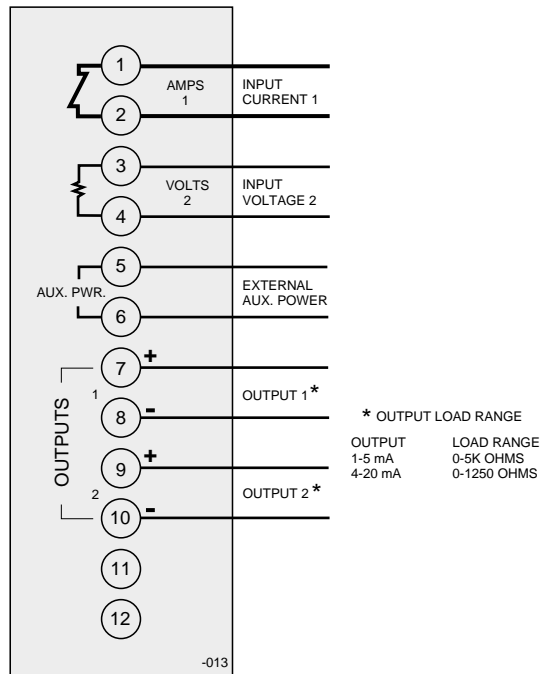 1
AMPS
1
INPUT
CURRENT 1
2
3
VOLTS
2
INPUT
VOLTAGE 2
4
5
AUX. PWR.
EXTERNAL
AUX. POWER
6
OUTPUTS
7 +
1
OUTPUT 1*
8 -
9 +
2
OUTPUT 2*
10 -
11
12
-013
* OUTPUT LOAD RANGE
OUTPUT LOAD RANGE
1-5 mA 0-5K OHMS
4-20 mA 0-1250 OHMS